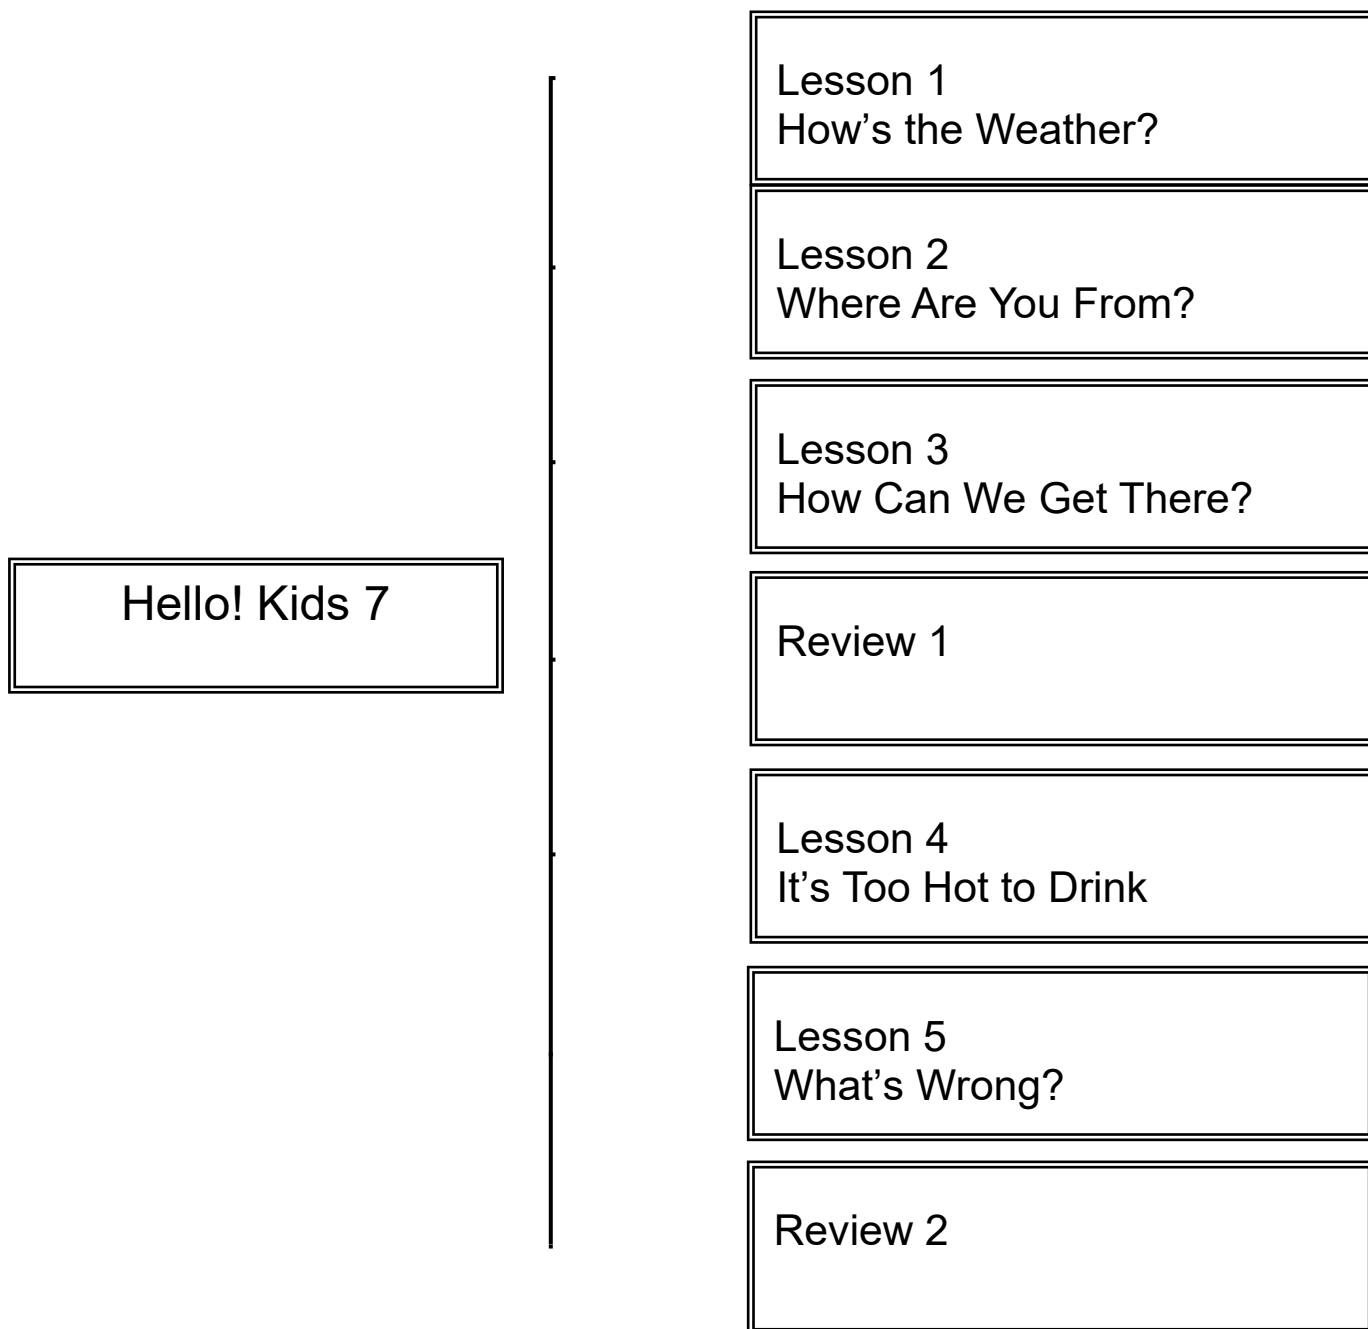 Hello! Kids 7
Lesson 1
How’s the Weather?
Lesson 2
Where Are You From?
Lesson 3
How Can We Get There?
Review 1
Lesson 4
It’s Too Hot to Drink
Lesson 5
What’s Wrong?
Review 2